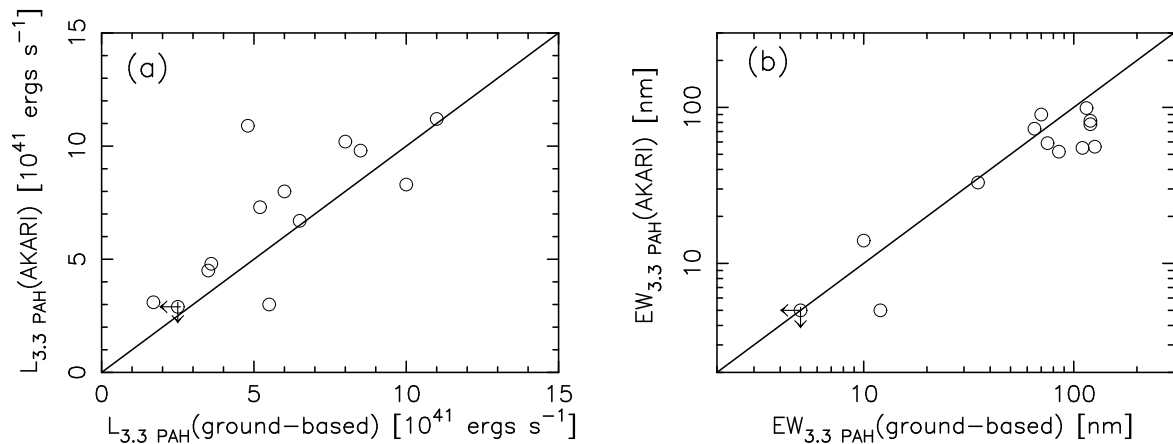 (a)
L3.3 PAH(AKARI) [10^41 ergs s−1]
15
10
5
0
0 5 10 15
L3.3 PAH(ground−based) [10^41 ergs s−1]
(b)
EW3.3 PAH(AKARI) [nm]
100
10
10 100
EW3.3 PAH(ground−based) [nm]